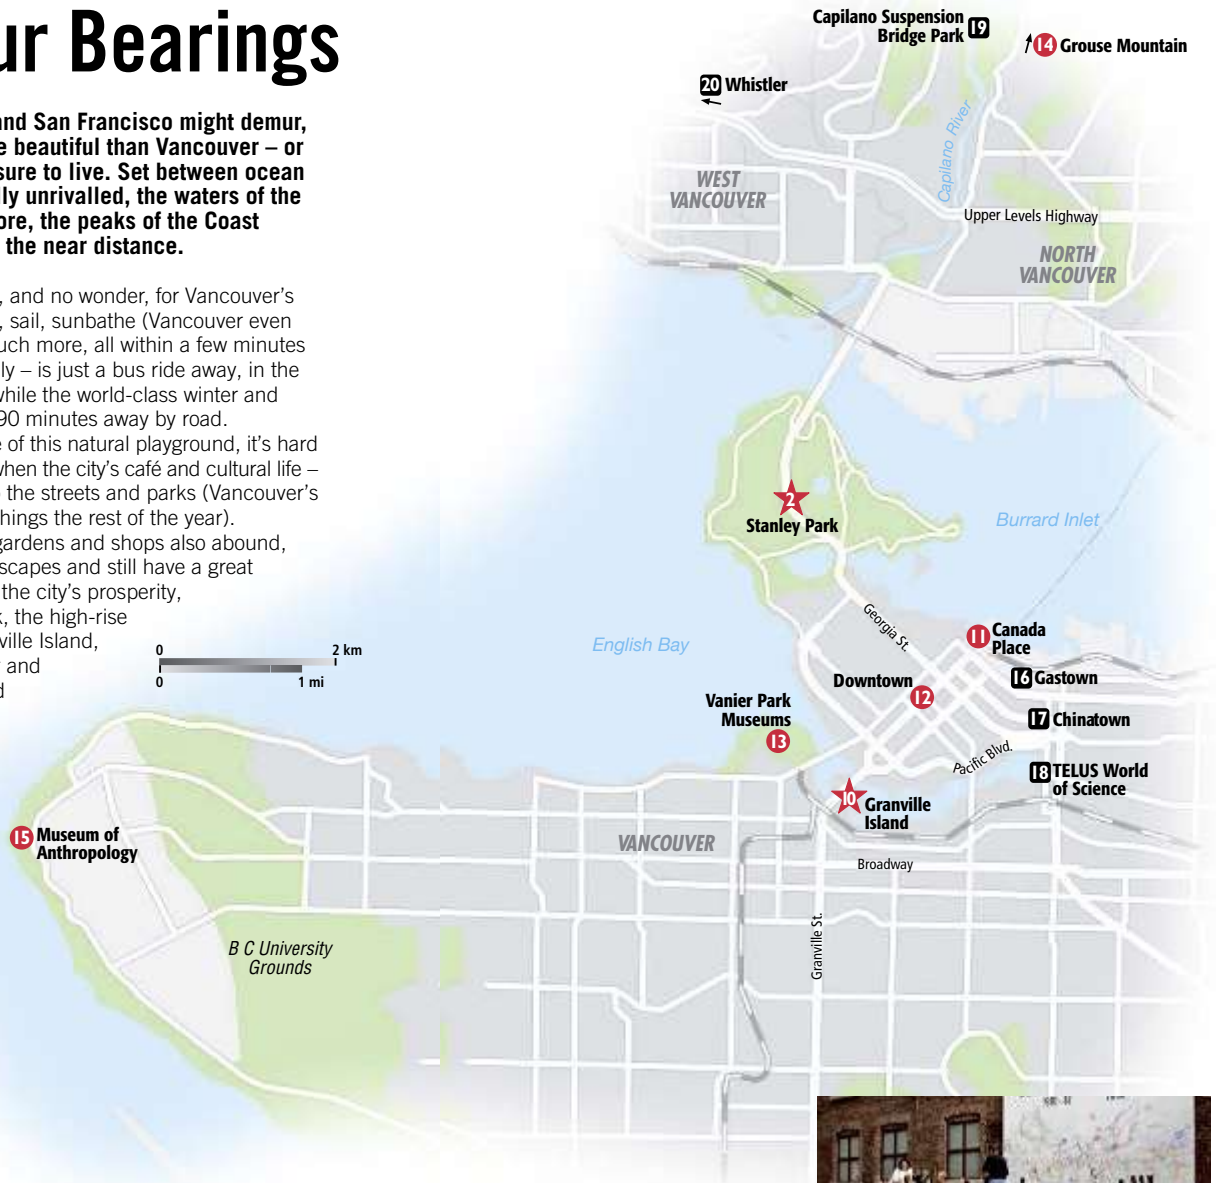 ur Bearings
and San Francisco might demur,
e beautiful than Vancouver – or
sure to live. Set between ocean
lly unrivalled, the waters of the
ore, the peaks of the Coast
the near distance.
, and no wonder, for Vancouver's
, sail, sunbathe (Vancouver even
uch more, all within a few minutes
ly – is just a bus ride away, in the
while the world-class winter and
90 minutes away by road.
e of this natural playground, it's hard
when the city's café and cultural life –
o the streets and parks (Vancouver's
things the rest of the year).
gardens and shops also abound,
scapes and still have a great
the city's prosperity,
k, the high-rise
ville Island,
r and
d
0 2 km
0 1 mi
Capilano Suspension
Bridge Park 19
14 Grouse Mountain
20 Whistler
Capilano River
WEST
VANCOUVER
Upper Levels Highway
NORTH
VANCOUVER
2
Stanley Park
Burrard Inlet
Georgia St.
English Bay
11 Canada
Place
16 Gastown
Downtown 12
Vanier Park
Museums
13
17 Chinatown
Pacific Blvd.
18 TELUS World
of Science
10 Granville
Island
15 Museum of
Anthropology
VANCOUVER
Broadway
Granville St.
B C University
Grounds